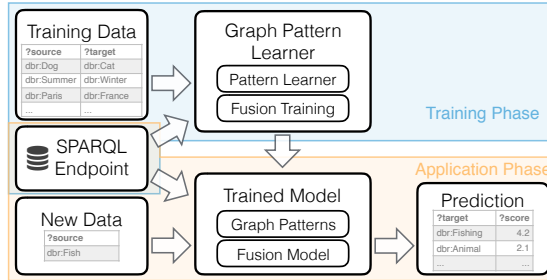 Training Data
?source ?target
dbr:Dog dbr:Cat
dbr:Summer dbr:Winter
dbr:Paris dbr:France
... ...
Graph Pattern
Learner
Pattern Learner
Fusion Training
Training Phase
SPARQL
Endpoint
Application Phase
New Data
?source
dbr:Fish
Trained Model
Graph Patterns
Fusion Model
Prediction
?target ?score
dbr:Fishing 4.2
dbr:Animal 2.1
... ...